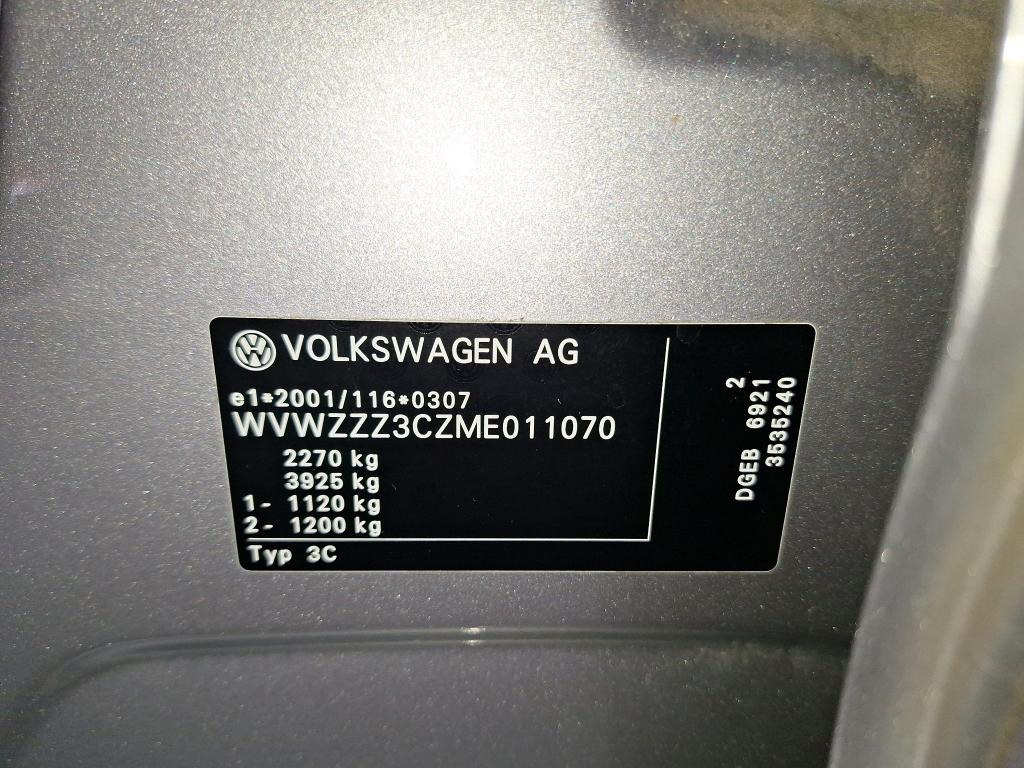 VOLKSWAGEN AG
e1*2001/116*0307
WVWZZZ3CZME011070
2270 kg
3925 kg
1- 1120 kg
2- 1200 kg
Typ 3C
2
DGEB 6921
3535240